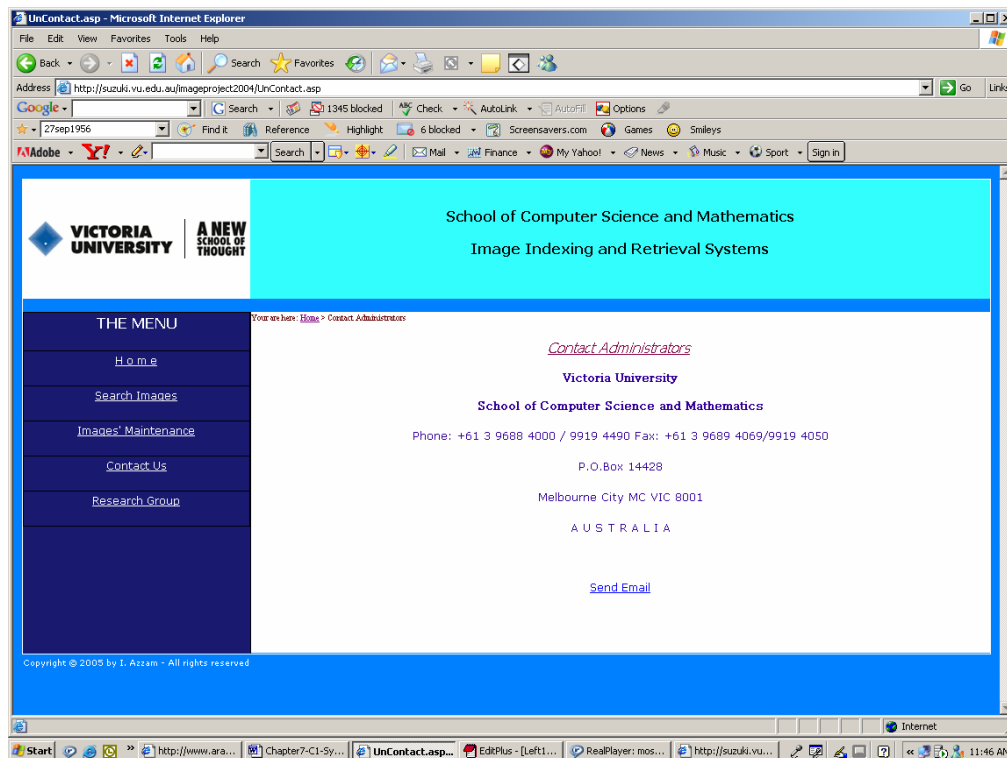 UnContact.asp - Microsoft Internet Explorer
File Edit View Favorites Tools Help
Back Search Favorites
Address http://suzuki.vu.edu.au/imageproject2004/UnContact.asp Go Links
Google Search 1345 blocked Check AutoLink AutoFill Options
27sep1956 Find it Reference Highlight 6 blocked Screensavers.com Games Smileys
Adobe Y! Search Mail Finance My Yahoo! News Music Sport Sign in
VICTORIA UNIVERSITY
A NEW SCHOOL OF THOUGHT
School of Computer Science and Mathematics
Image Indexing and Retrieval Systems
THE MENU
H o m e
Search Images
Images' Maintenance
Contact Us
Research Group
Your are here: Home > Contact Administrators
Contact Administrators
Victoria University
School of Computer Science and Mathematics
Phone: +61 3 9688 4000 / 9919 4490 Fax: +61 3 9689 4069/9919 4050
P.O.Box 14428
Melbourne City MC VIC 8001
A U S T R A L I A
Send Email
Copyright © 2005 by I. Azzam - All rights reserved
Internet
Start » http://www.ara... Chapter7-C1-Sy... UnContact.asp... EditPlus - [Left1... RealPlayer: mos... http://suzuki.vu... « 11:46 AM